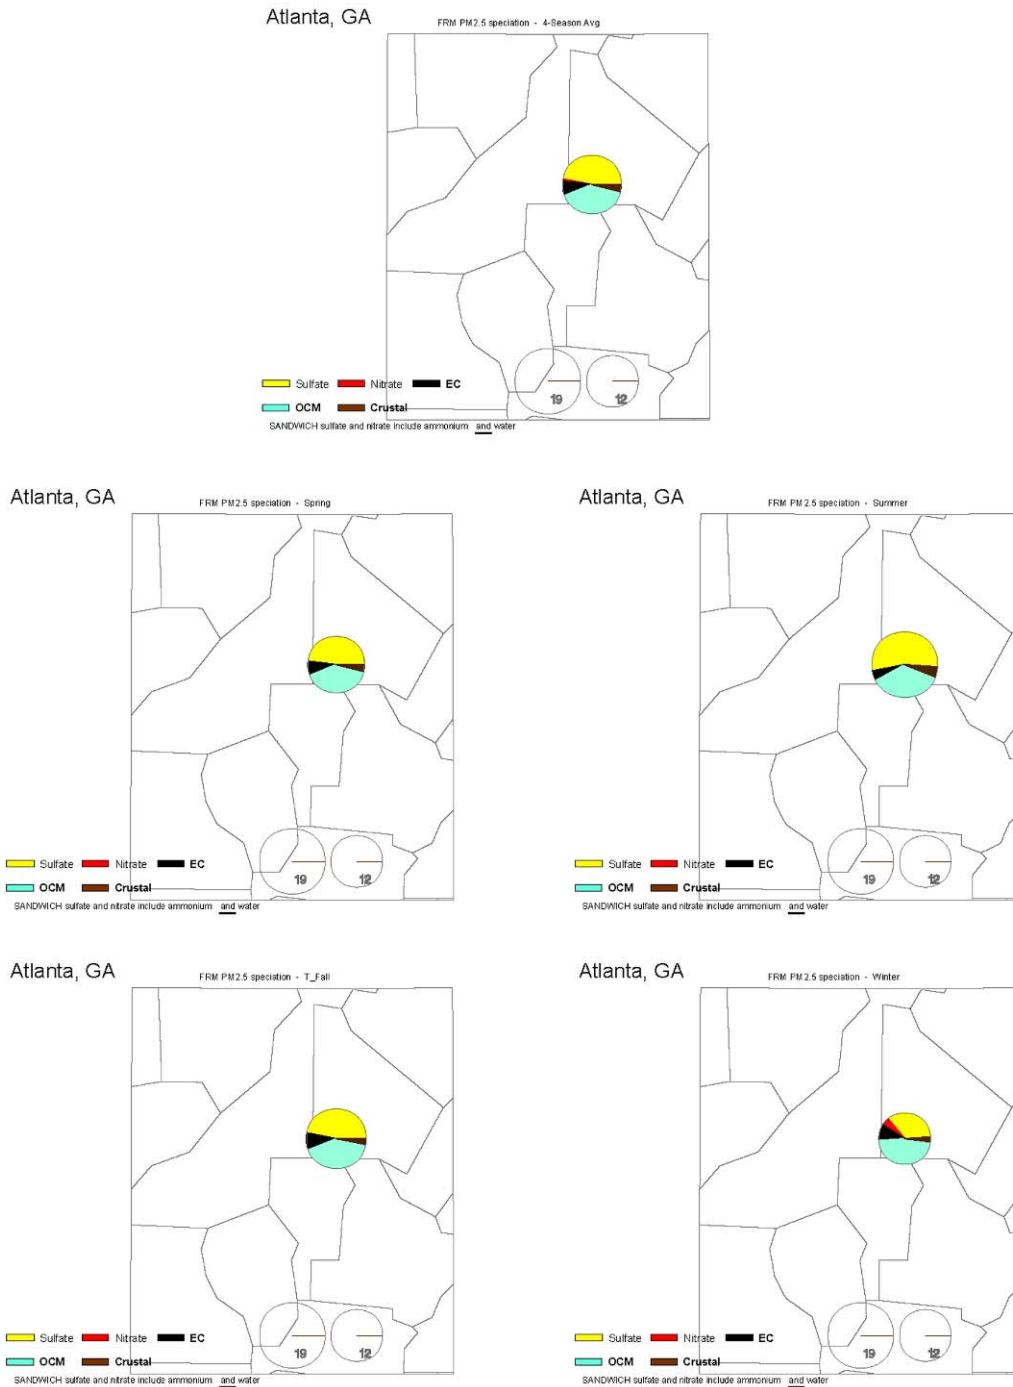 Atlanta, GA
FRM PM2.5 speciation - 4-Season Avg
19 12
Sulfate Nitrate EC
OCM Crustal
SANDWICH sulfate and nitrate include ammonium and water
Atlanta, GA
FRM PM2.5 speciation - Spring
19 12
Sulfate Nitrate EC
OCM Crustal
SANDWICH sulfate and nitrate include ammonium and water
Atlanta, GA
FRM PM2.5 speciation - Summer
19 12
Sulfate Nitrate EC
OCM Crustal
SANDWICH sulfate and nitrate include ammonium and water
Atlanta, GA
FRM PM2.5 speciation - T_Fall
19 12
Sulfate Nitrate EC
OCM Crustal
SANDWICH sulfate and nitrate include ammonium and water
Atlanta, GA
FRM PM2.5 speciation - Winter
19 12
Sulfate Nitrate EC
OCM Crustal
SANDWICH sulfate and nitrate include ammonium and water